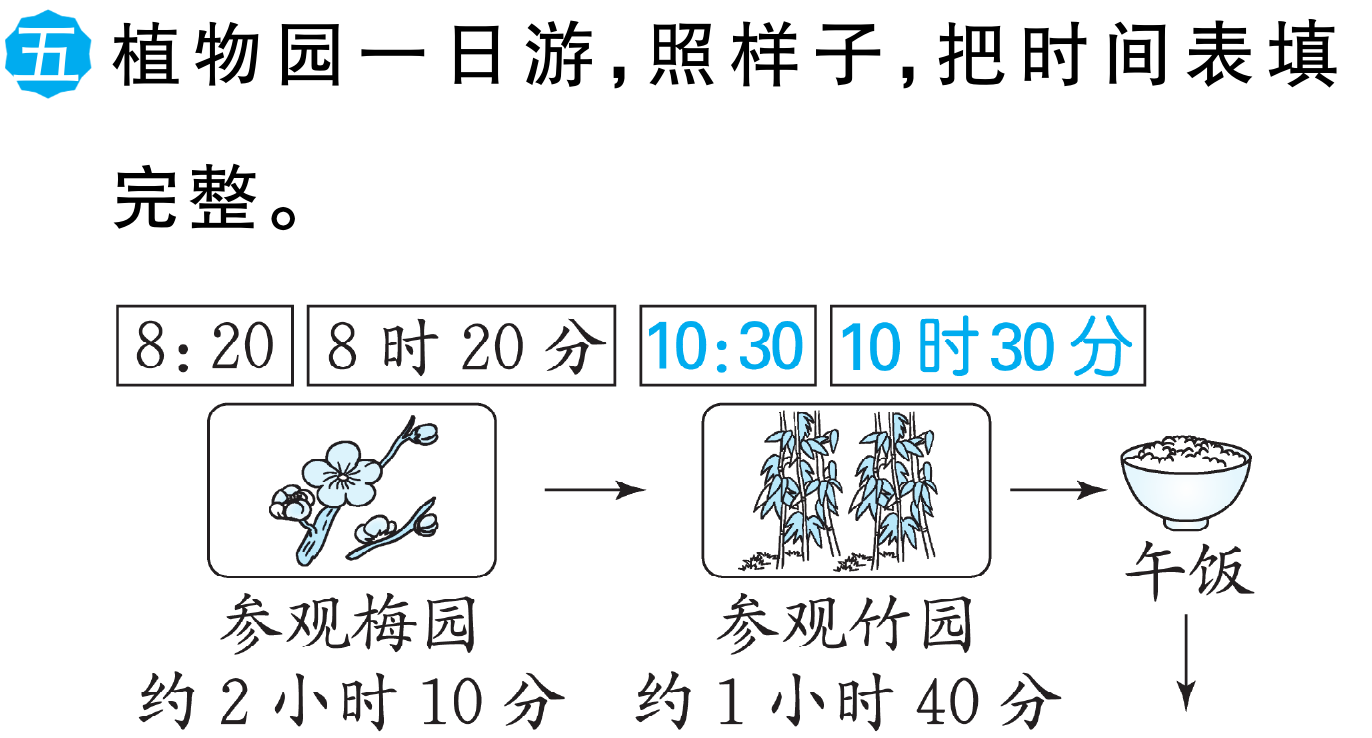 五 植物园一日游,照样子,把时间表填
完整。
8:20 8时20分 10:30 10时30分
午饭
参观梅园 参观竹园
约2小时10分 约1小时40分